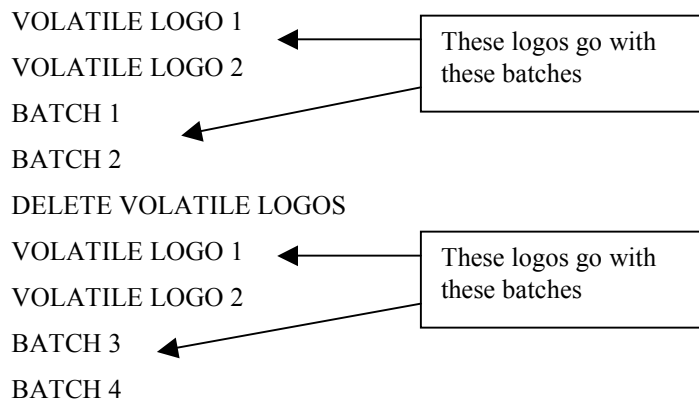 VOLATILE LOGO 1
VOLATILE LOGO 2
BATCH 1
BATCH 2
DELETE VOLATILE LOGOS
VOLATILE LOGO 1
VOLATILE LOGO 2
BATCH 3
BATCH 4
These logos go with
these batches
These logos go with
these batches